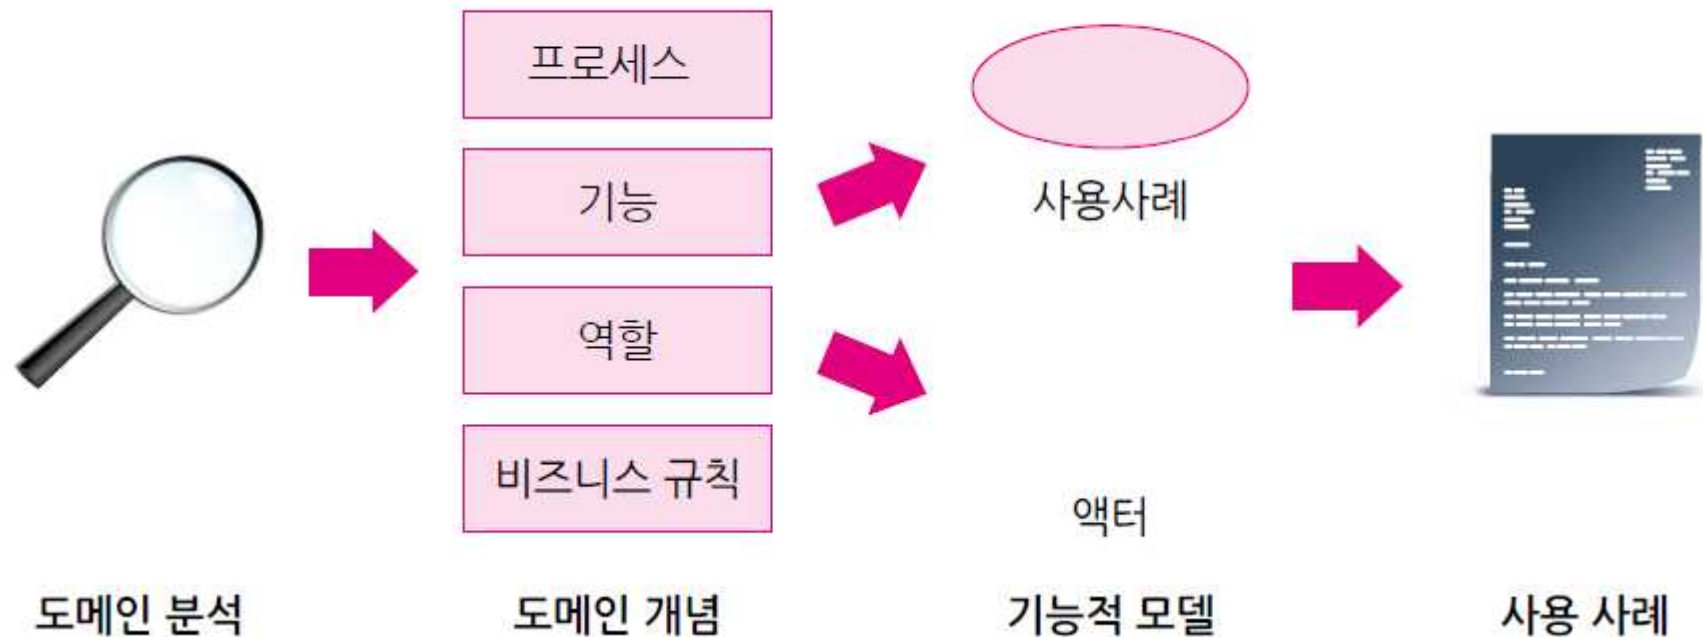 프로세스
기능
역할
비즈니스 규칙
사용사례
액터
도메인 분석
도메인 개념
기능적 모델
사용 사례